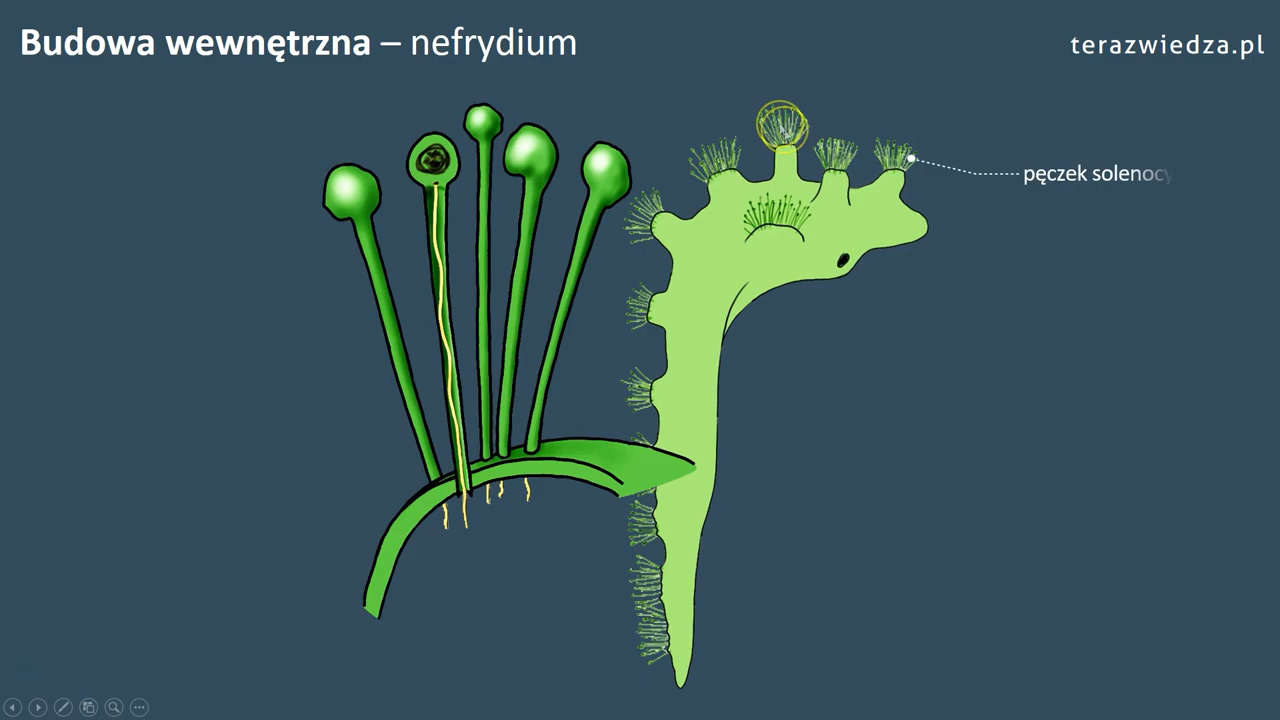 Budowa wewnętrzna – nefrydium
terazwiedza.pl
pęczek solenocy